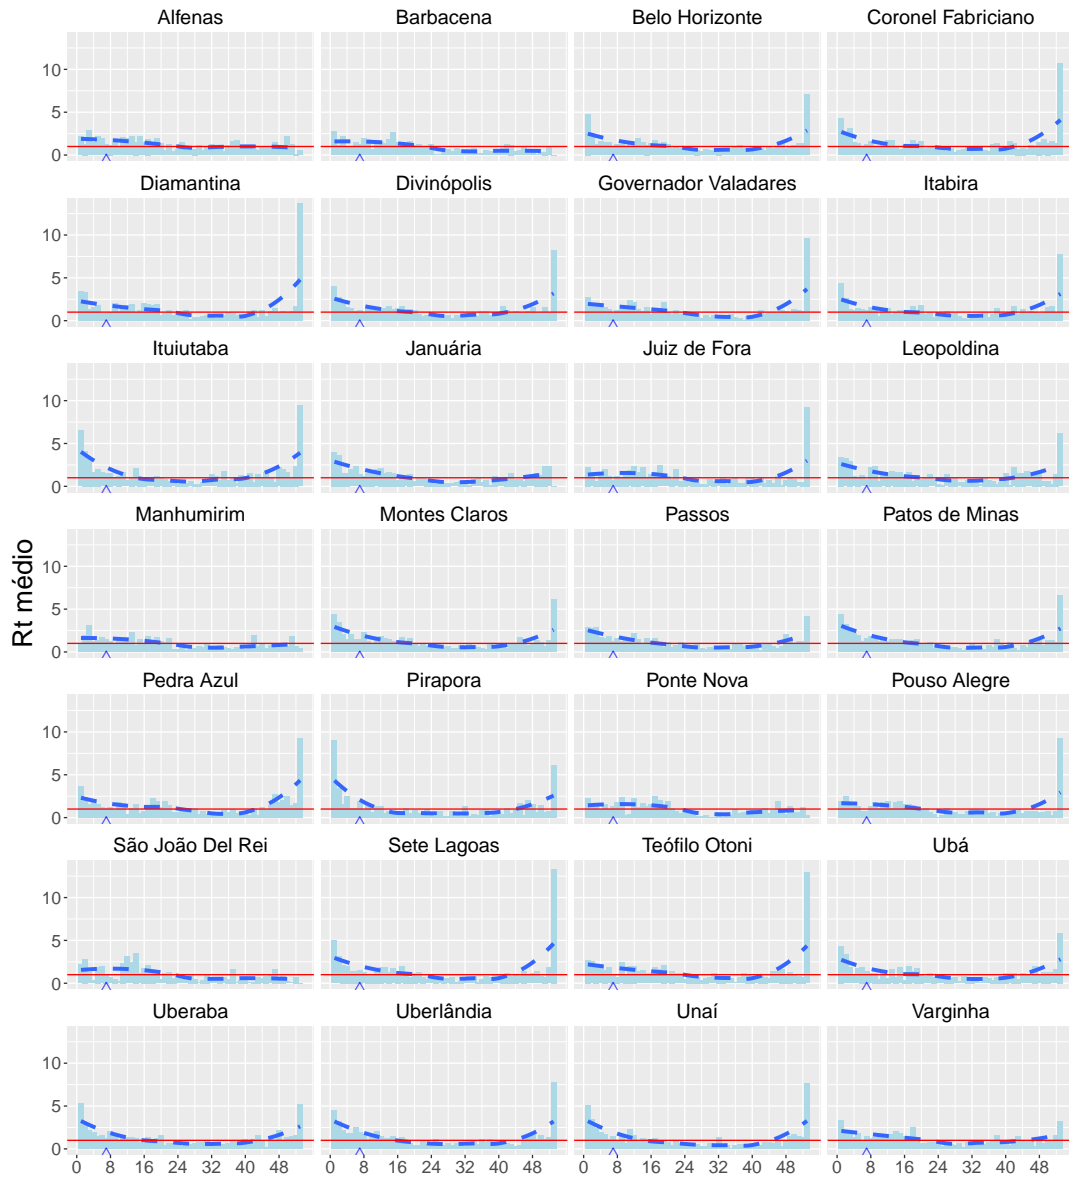 Alfenas Barbacena Belo Horizonte Coronel Fabriciano
10
5
0
Diamantina Divinópolis Governador Valadares Itabira
10
5
0
Ituiutaba Januária Juiz de Fora Leopoldina
10
5
0
Manhumirim Montes Claros Passos Patos de Minas
10
5
0
Rt médio
Pedra Azul Pirapora Ponte Nova Pouso Alegre
10
5
0
São João Del Rei Sete Lagoas Teófilo Otoni Ubá
10
5
0
Uberaba Uberlândia Unaí Varginha
10
5
0
0 8 16 24 32 40 48 0 8 16 24 32 40 48 0 8 16 24 32 40 48 0 8 16 24 32 40 48